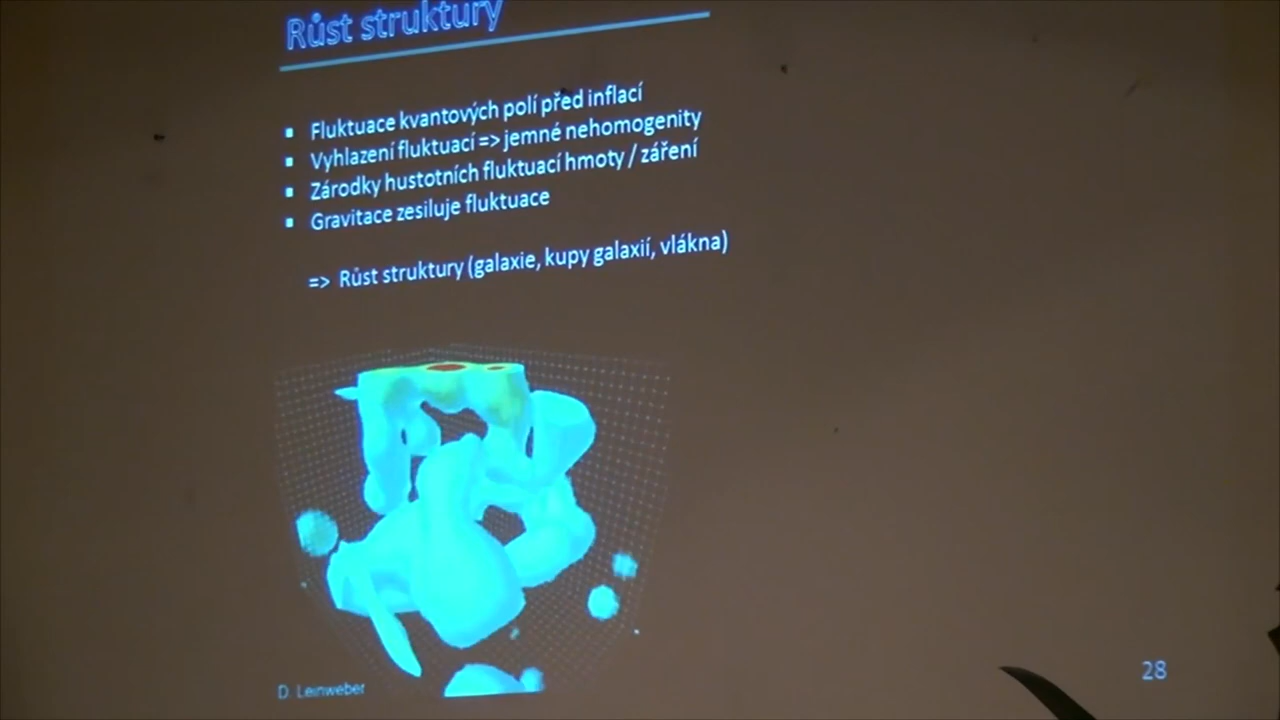 Růst struktury
▪ Fluktuace kvantových polí před inflací
▪ Vyhlazení fluktuací => jemné nehomogenity
▪ Zárodky hustotních fluktuací hmoty / záření
▪ Gravitace zesiluje fluktuace
=> Růst struktury (galaxie, kupy galaxií, vlákna)
D. Leinweber
28